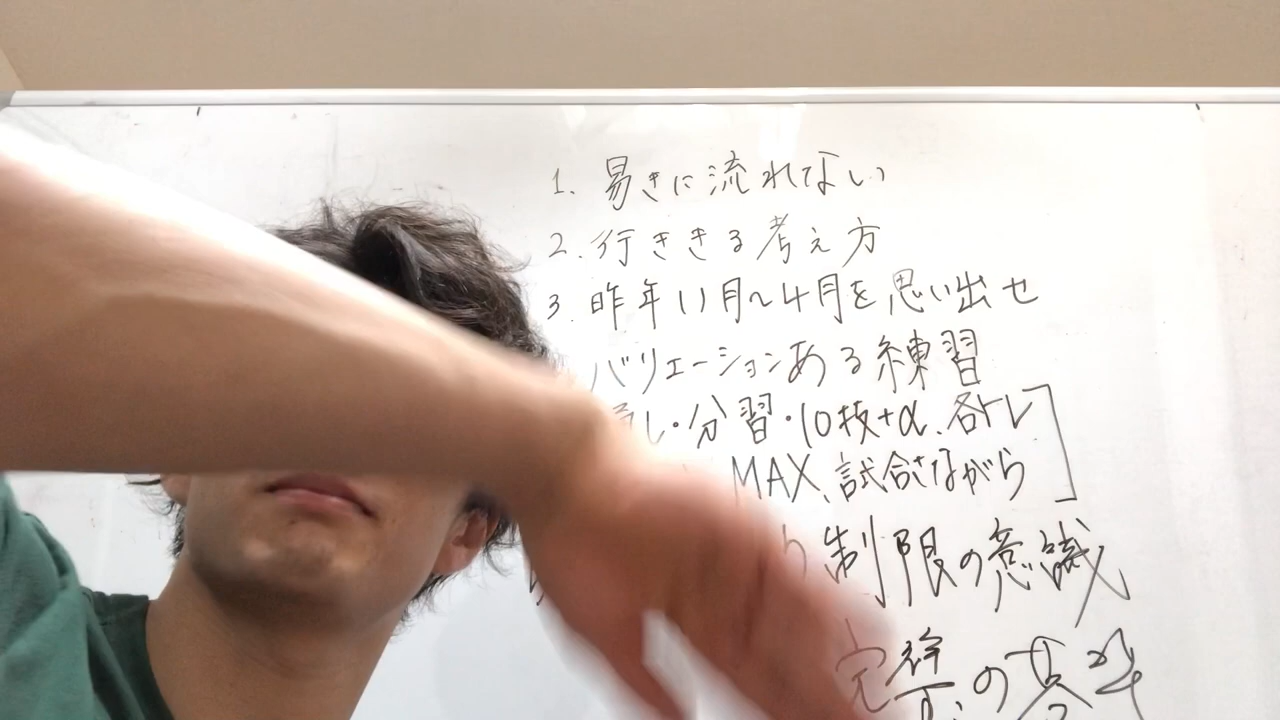 1. 易きに流れない
2. 行ききる考え方
3. 昨年11月〜4月を思い出せ
バリエーションある練習
し・分習・10枝+α、各トレ
MAX、試合さながら
制限の意識
の